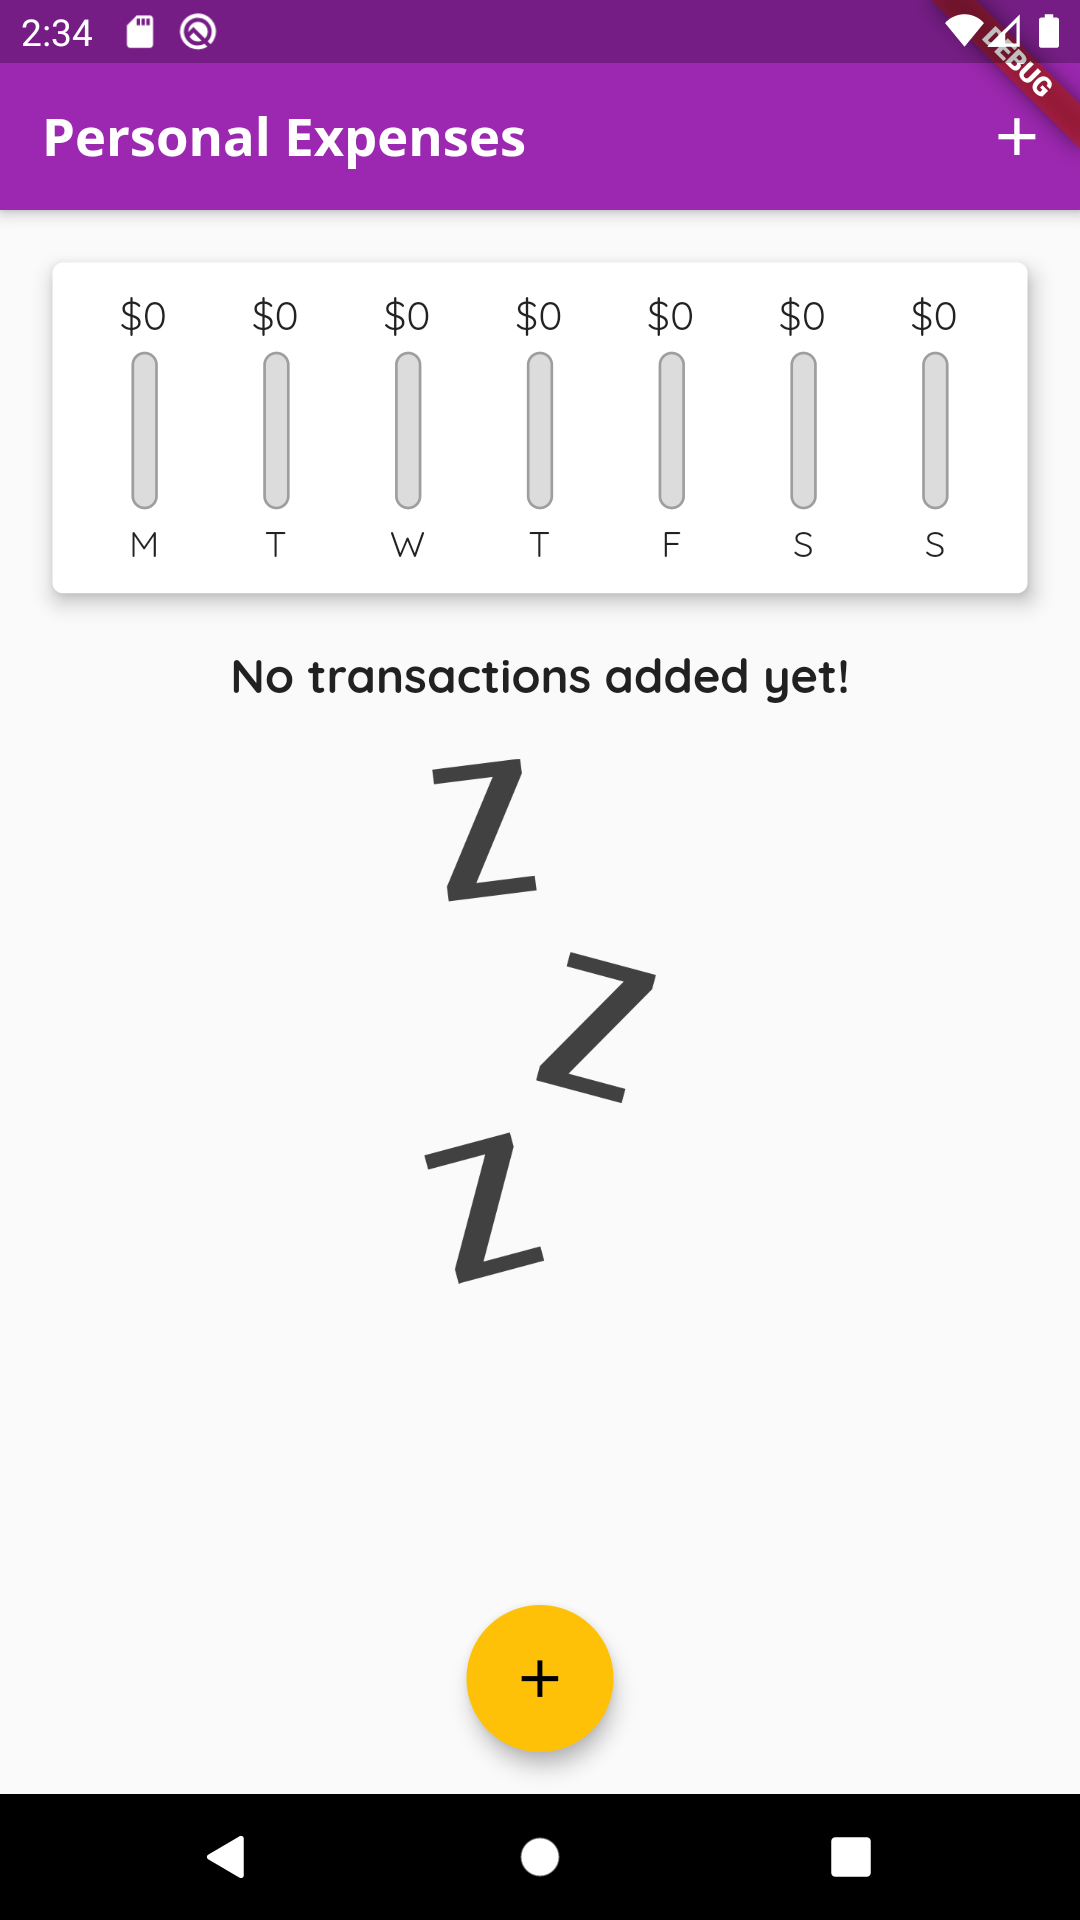 2:34
DEBUG
Personal Expenses
$0 $0 $0 $0 $0 $0 $0
M T W T F S S
No transactions added yet!
Z
Z
Z